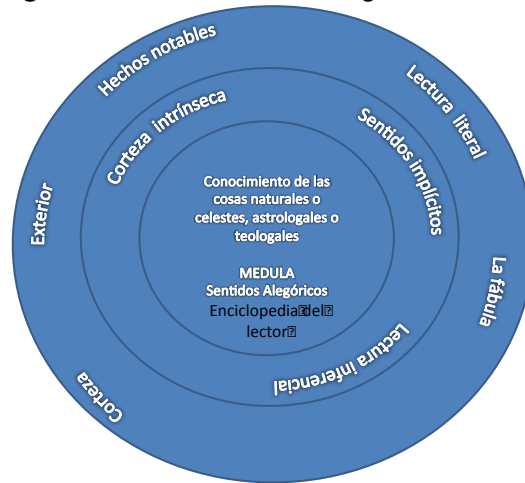 Hechos notables
Lectura literal
Corteza intrínseca
Sentidos implícitos
Exterior
La fábula
Conocimiento de las
cosas naturales o
celestes, astrologales o
teologales
MEDULA
Sentidos Alegóricos
Enciclopedia del
lector
Lectura inferencial
Corteza